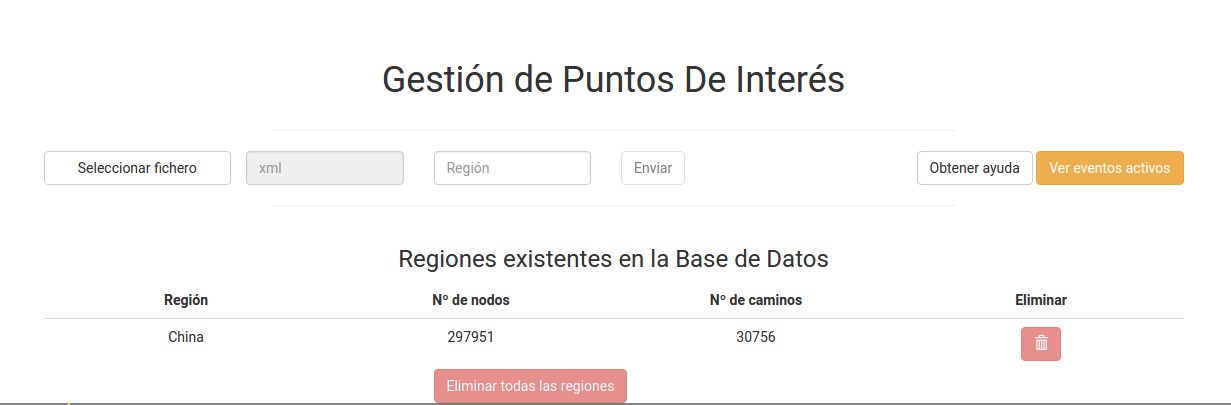 Gestión de Puntos De Interés
Seleccionar fichero xml Región Enviar Obtener ayuda Ver eventos activos
Regiones existentes en la Base de Datos
Región Nº de nodos Nº de caminos Eliminar
China 297951 30756
Eliminar todas las regiones